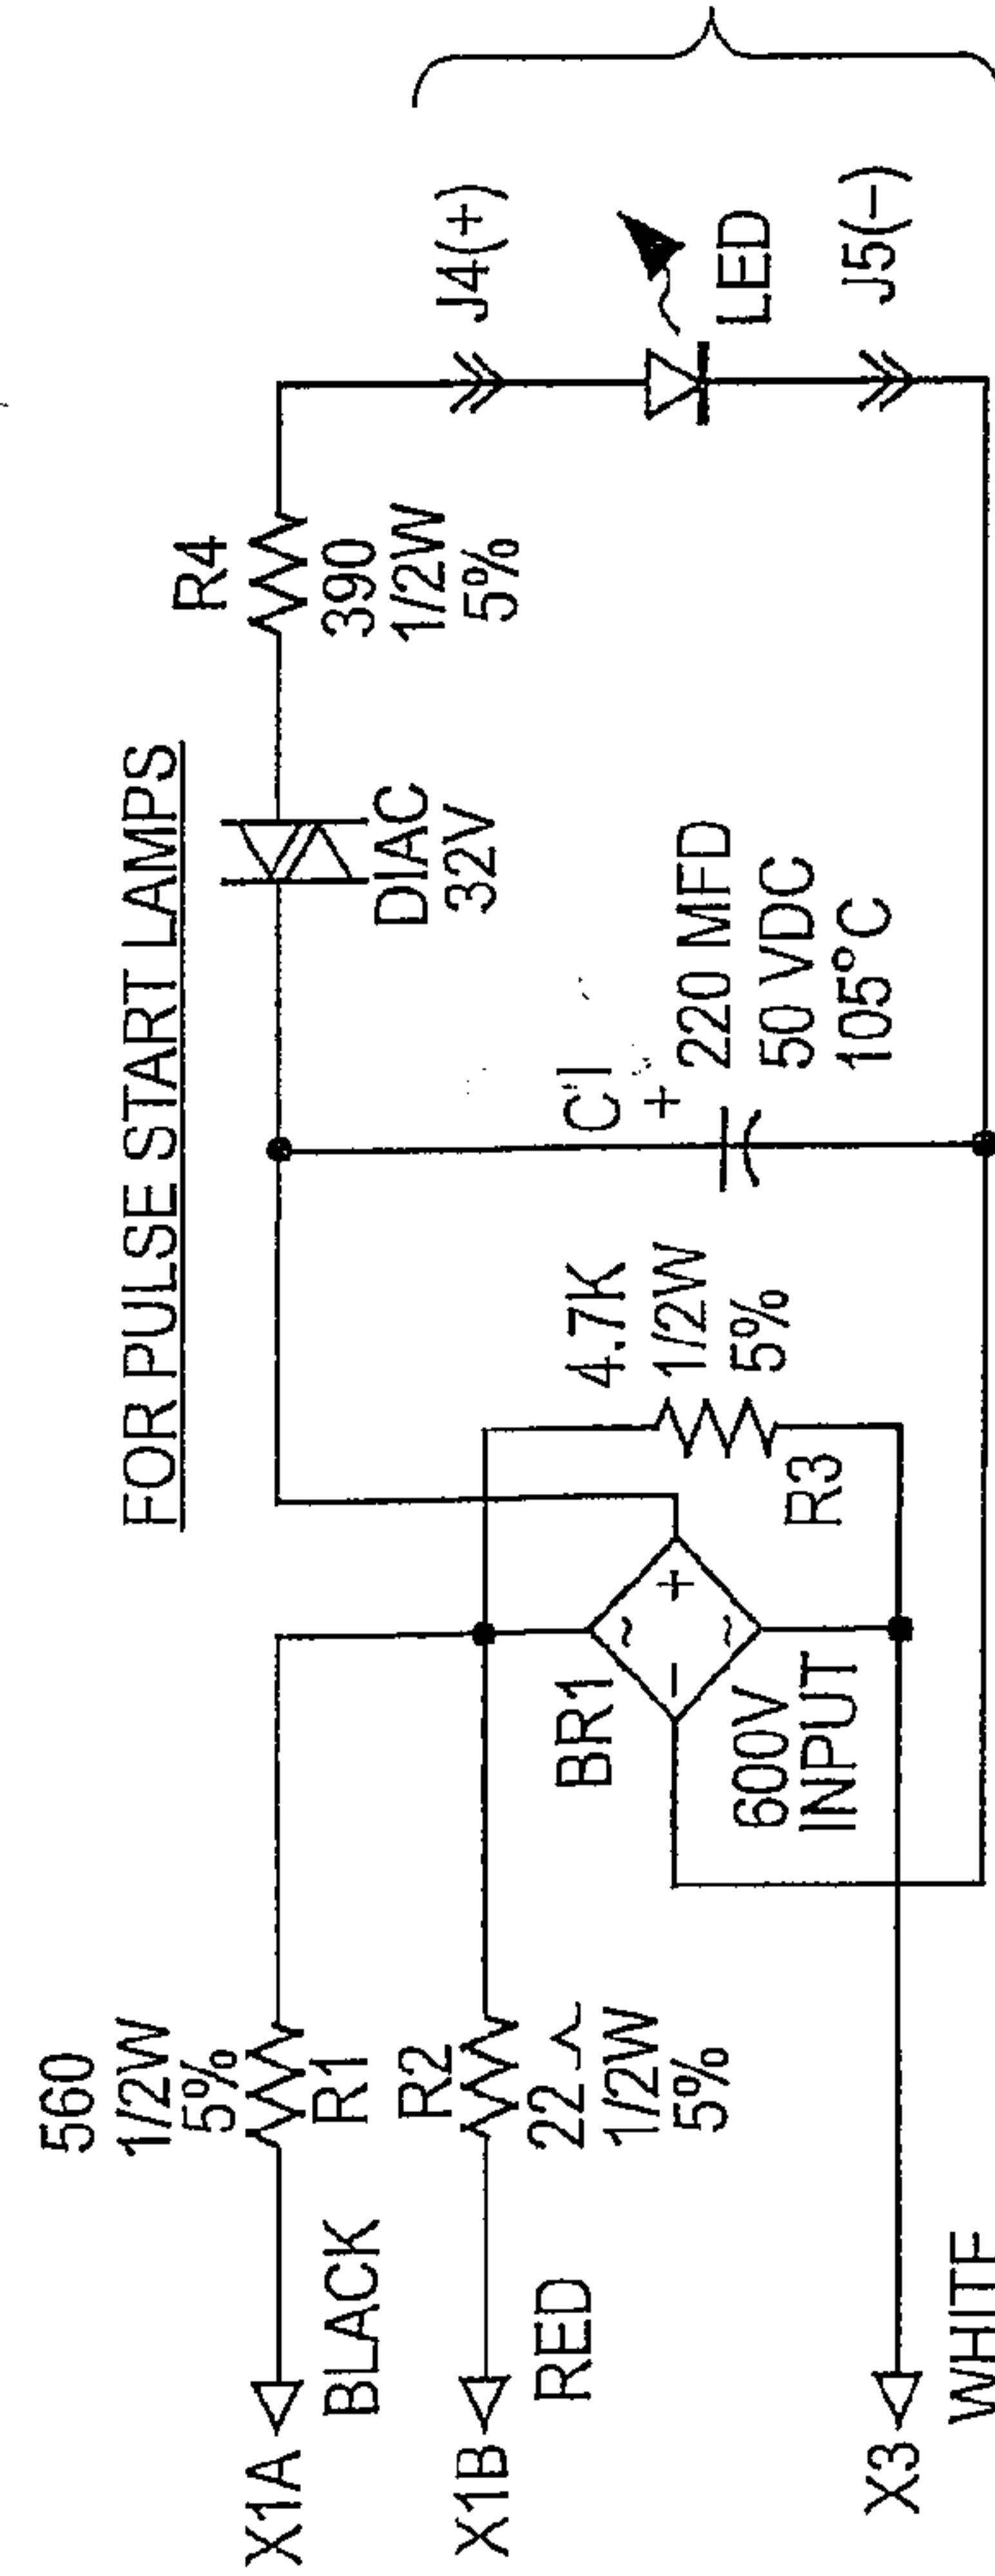 FOR PULSE START LAMPS
560
1/2W
5%
R1
X1A
BLACK
R2
22
1/2W
5%
X1B
RED
BR1
600V
INPUT
~
~
+
−
4.7K
1/2W
5%
R3
C1
+
220 MFD
50 VDC
105°C
DIAC
32V
R4
390
1/2W
5%
J4(+)
LED
J5(−)
X3
WHITE